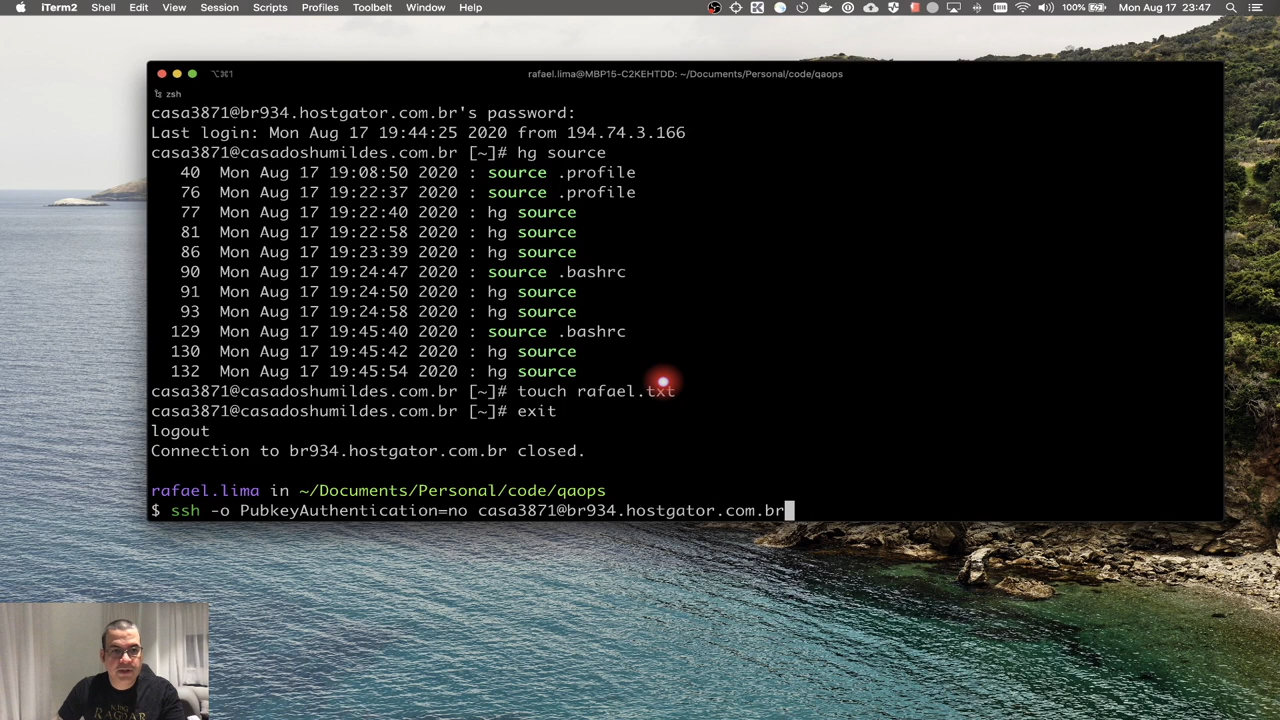 iTerm2 Shell Edit View Session Scripts Profiles Toolbelt Window Help 100% Mon Aug 17 23:47
⌥⌘1 rafael.lima@MBP15-C2KEHTDD: ~/Documents/Personal/code/qaops
zsh
casa3871@br934.hostgator.com.br's password:
Last login: Mon Aug 17 19:44:25 2020 from 194.74.3.166
casa3871@casadoshumildes.com.br [~]# hg source
40 Mon Aug 17 19:08:50 2020 : source .profile
76 Mon Aug 17 19:22:37 2020 : source .profile
77 Mon Aug 17 19:22:40 2020 : hg source
81 Mon Aug 17 19:22:58 2020 : hg source
86 Mon Aug 17 19:23:39 2020 : hg source
90 Mon Aug 17 19:24:47 2020 : source .bashrc
91 Mon Aug 17 19:24:50 2020 : hg source
93 Mon Aug 17 19:24:58 2020 : hg source
129 Mon Aug 17 19:45:40 2020 : source .bashrc
130 Mon Aug 17 19:45:42 2020 : hg source
132 Mon Aug 17 19:45:54 2020 : hg source
casa3871@casadoshumildes.com.br [~]# touch rafael.txt
casa3871@casadoshumildes.com.br [~]# exit
logout
Connection to br934.hostgator.com.br closed.
rafael.lima in ~/Documents/Personal/code/qaops
$ ssh -o PubkeyAuthentication=no casa3871@br934.hostgator.com.br
RAGNAR